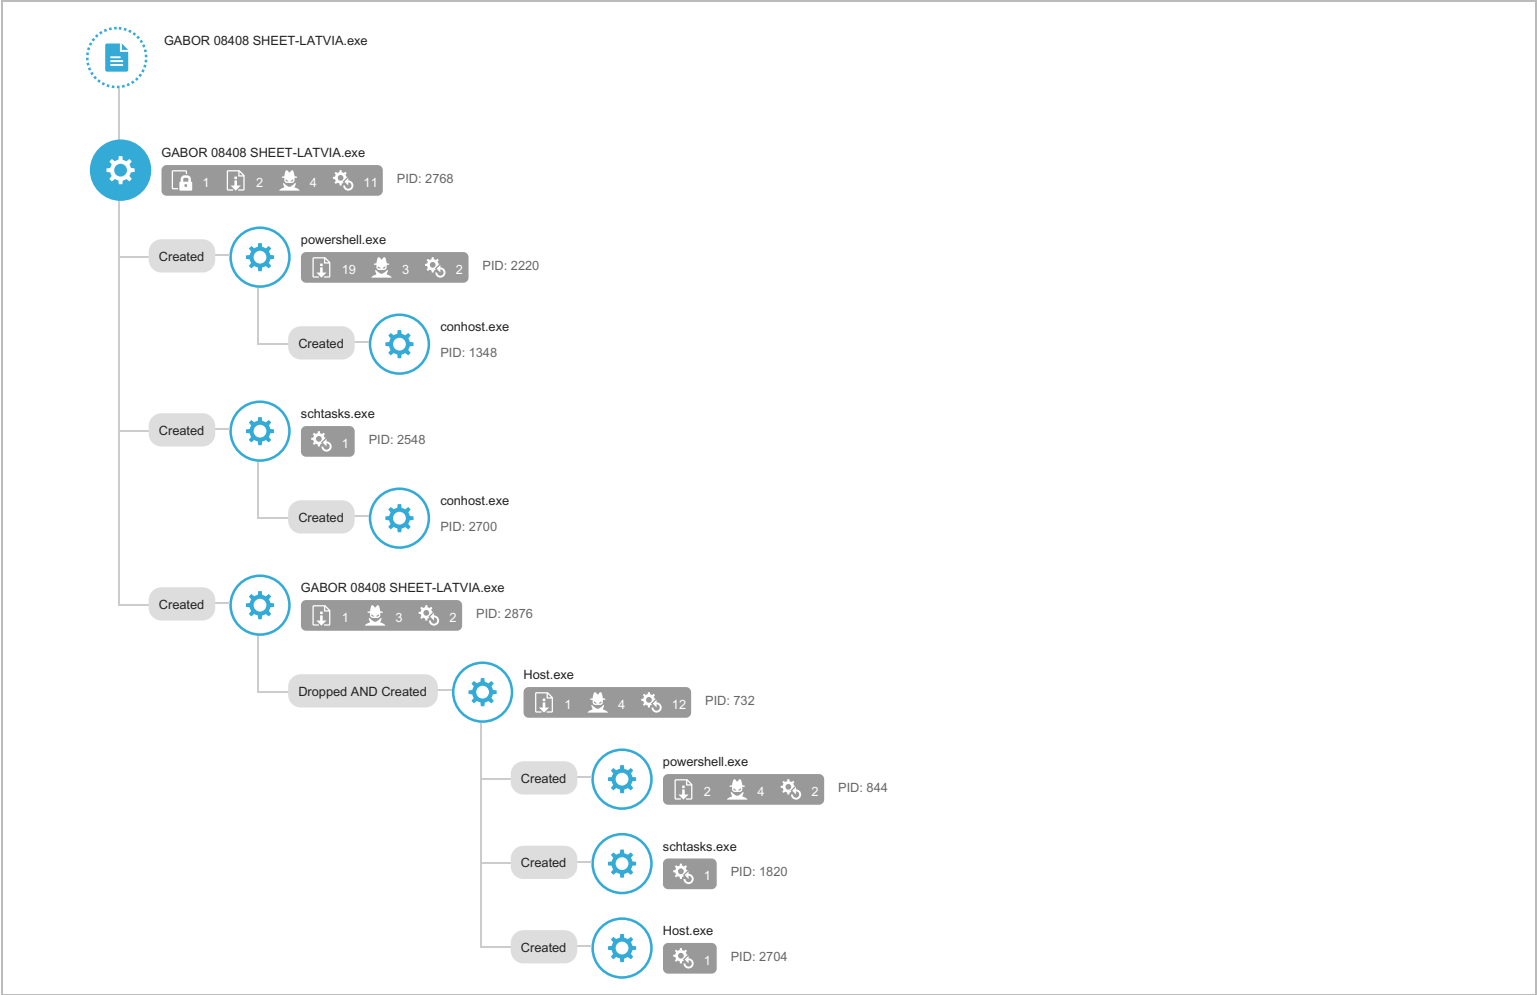 GABOR 08408 SHEET-LATVIA.exe
GABOR 08408 SHEET-LATVIA.exe
1 2 4 11 PID: 2768
Created
powershell.exe
19 3 2 PID: 2220
Created
conhost.exe
PID: 1348
Created
schtasks.exe
1 PID: 2548
Created
conhost.exe
PID: 2700
Created
GABOR 08408 SHEET-LATVIA.exe
1 3 2 PID: 2876
Dropped AND Created
Host.exe
1 4 12 PID: 732
Created
powershell.exe
2 4 2 PID: 844
Created
schtasks.exe
1 PID: 1820
Created
Host.exe
1 PID: 2704